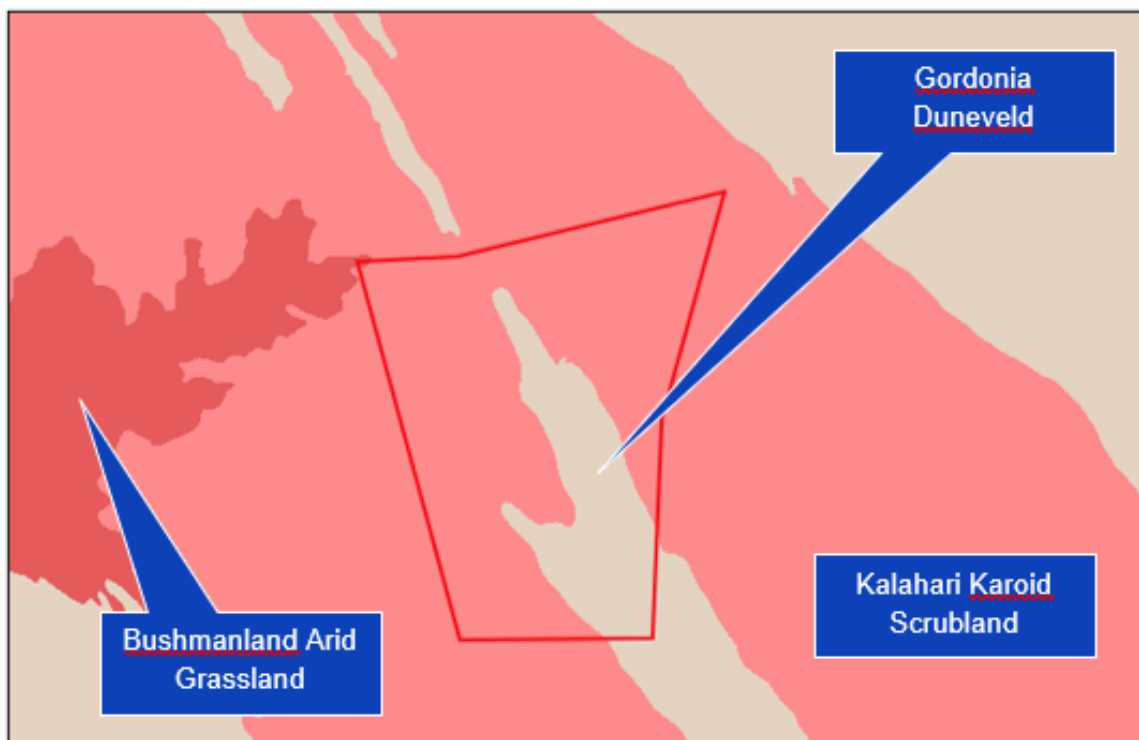 Gordonia
Duneveld
Kalahari Karoid
Scrubland
Bushmanland Arid
Grassland